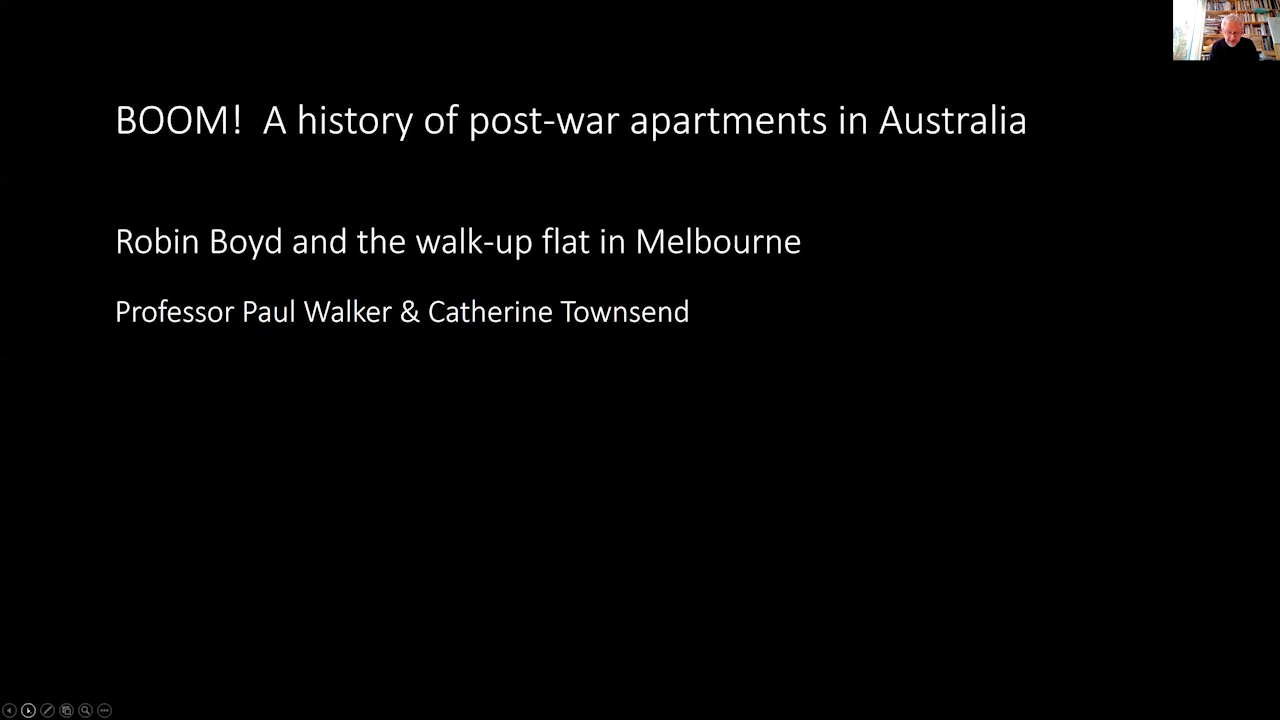 BOOM!  A history of post-war apartments in Australia
Robin Boyd and the walk-up flat in Melbourne
Professor Paul Walker & Catherine Townsend